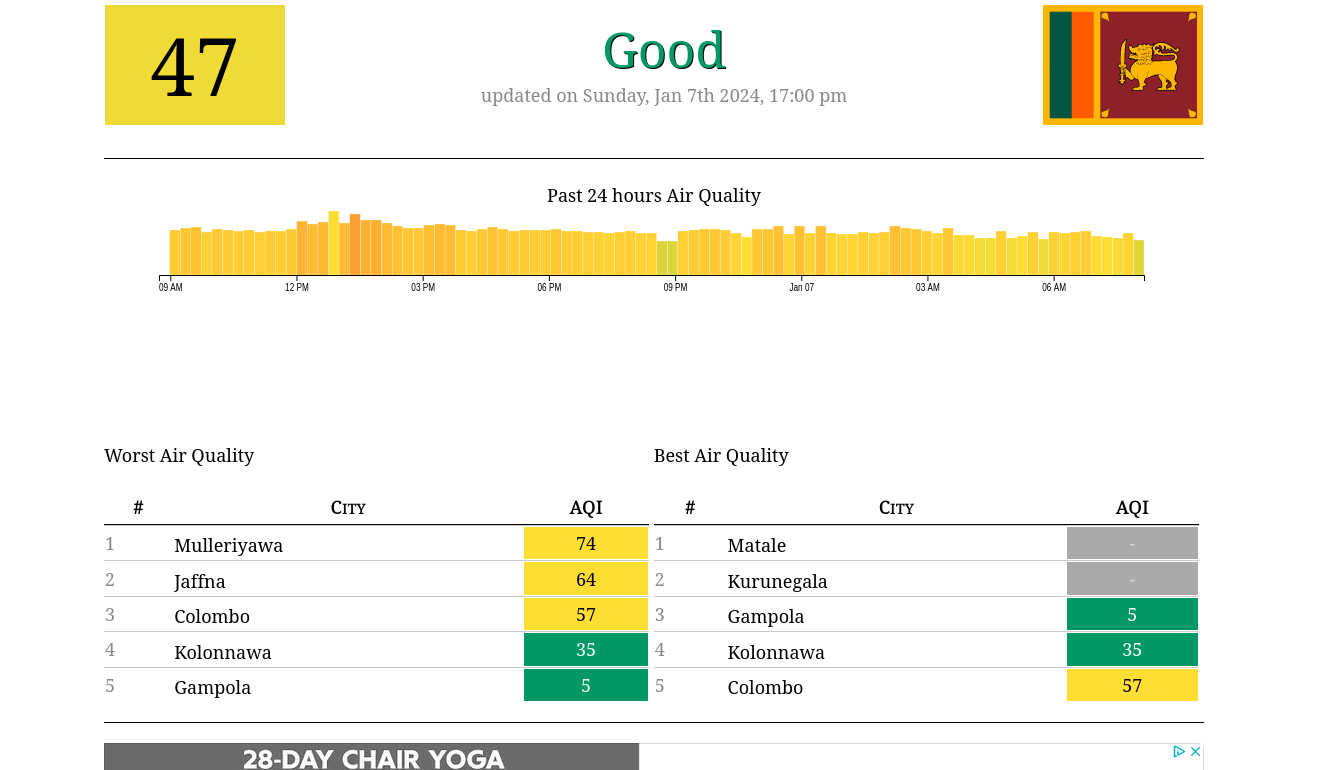 47
Good
updated on Sunday, Jan 7th 2024, 17:00 pm
Past 24 hours Air Quality
09 AM 12 PM 03 PM 06 PM 09 PM Jan 07 03 AM 06 AM
Worst Air Quality
# City AQI
1 Mulleriyawa 74
2 Jaffna 64
3 Colombo 57
4 Kolonnawa 35
5 Gampola 5
Best Air Quality
# City AQI
1 Matale -
2 Kurunegala -
3 Gampola 5
4 Kolonnawa 35
5 Colombo 57
28-DAY CHAIR YOGA